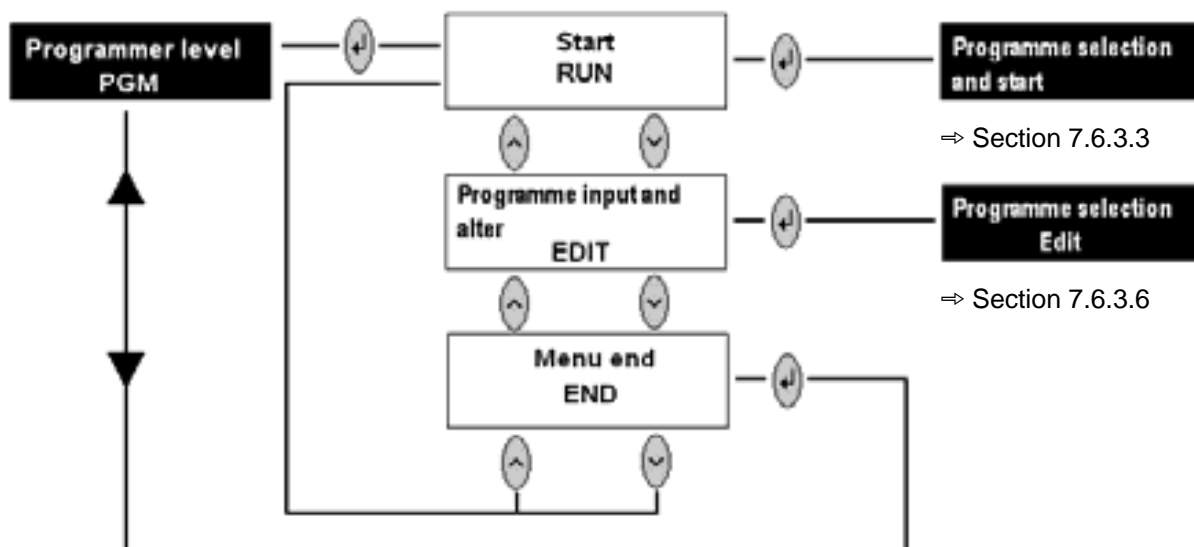 Programmer level
PGM
Start
RUN
Programme selection
and start
⇨ Section 7.6.3.3
Programme input and
alter
EDIT
Programme selection
Edit
⇨ Section 7.6.3.6
Menu end
END